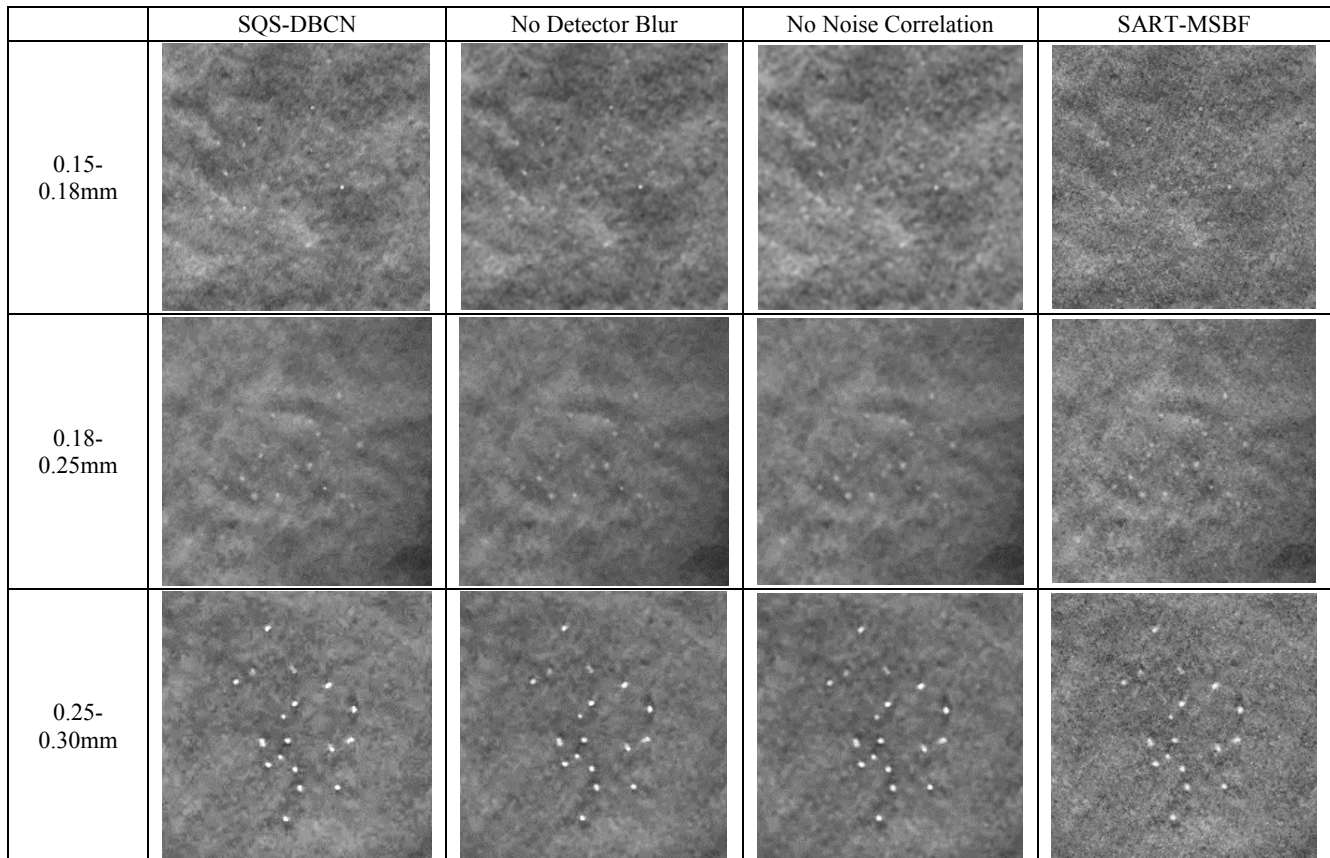 SQS-DBCN No Detector Blur No Noise Correlation SART-MSBF
0.15-
0.18mm
0.18-
0.25mm
0.25-
0.30mm